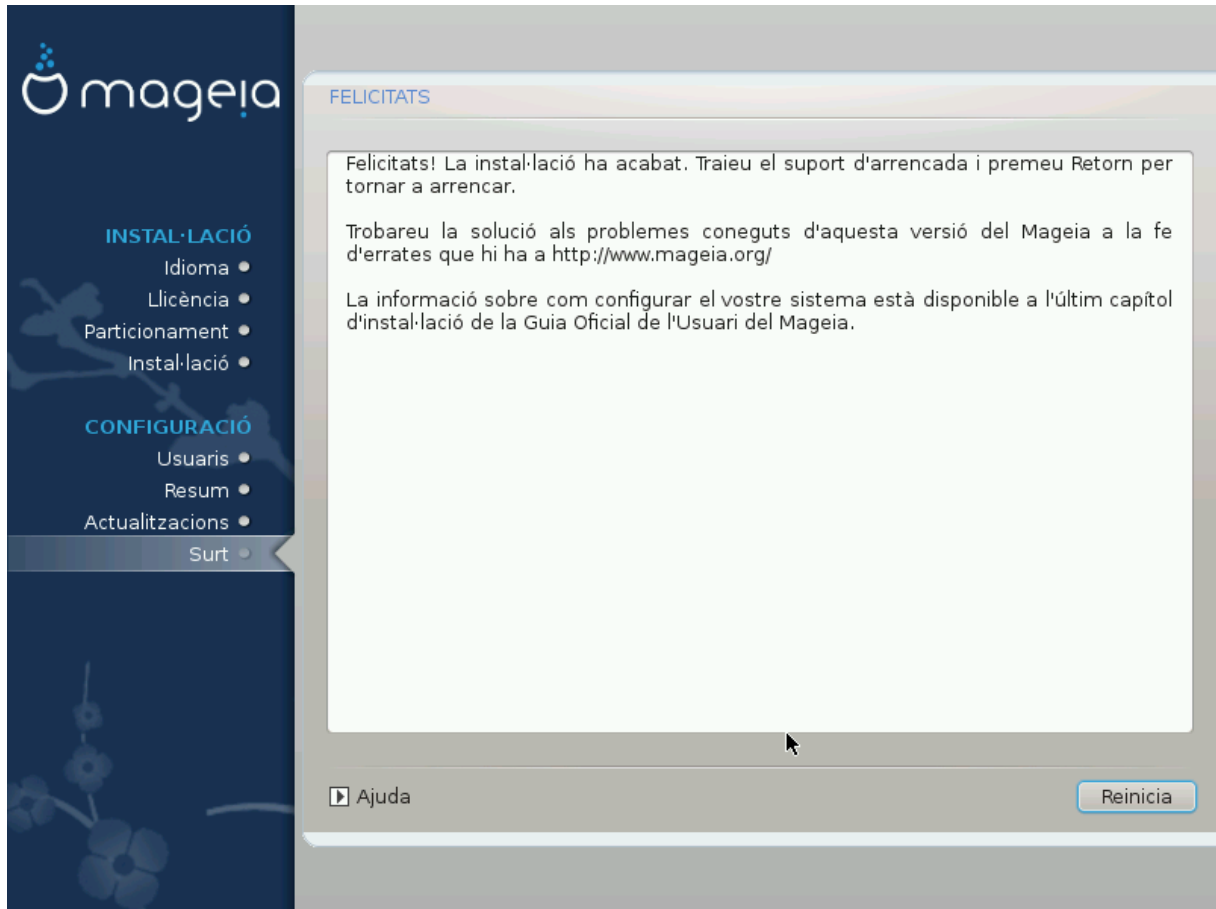 mageia
INSTAL·LACIÓ
Idioma
Llicència
Particionament
Instal·lació
CONFIGURACIÓ
Usuaris
Resum
Actualitzacions
Surt
FELICITATS
Felicitats! La instal·lació ha acabat. Traieu el suport d'arrencada i premeu Retorn per
tornar a arrencar.
Trobareu la solució als problemes coneguts d'aquesta versió del Mageia a la fe
d'errates que hi ha a http://www.mageia.org/
La informació sobre com configurar el vostre sistema està disponible a l'últim capítol
d'instal·lació de la Guia Oficial de l'Usuari del Mageia.
Ajuda
Reinicia